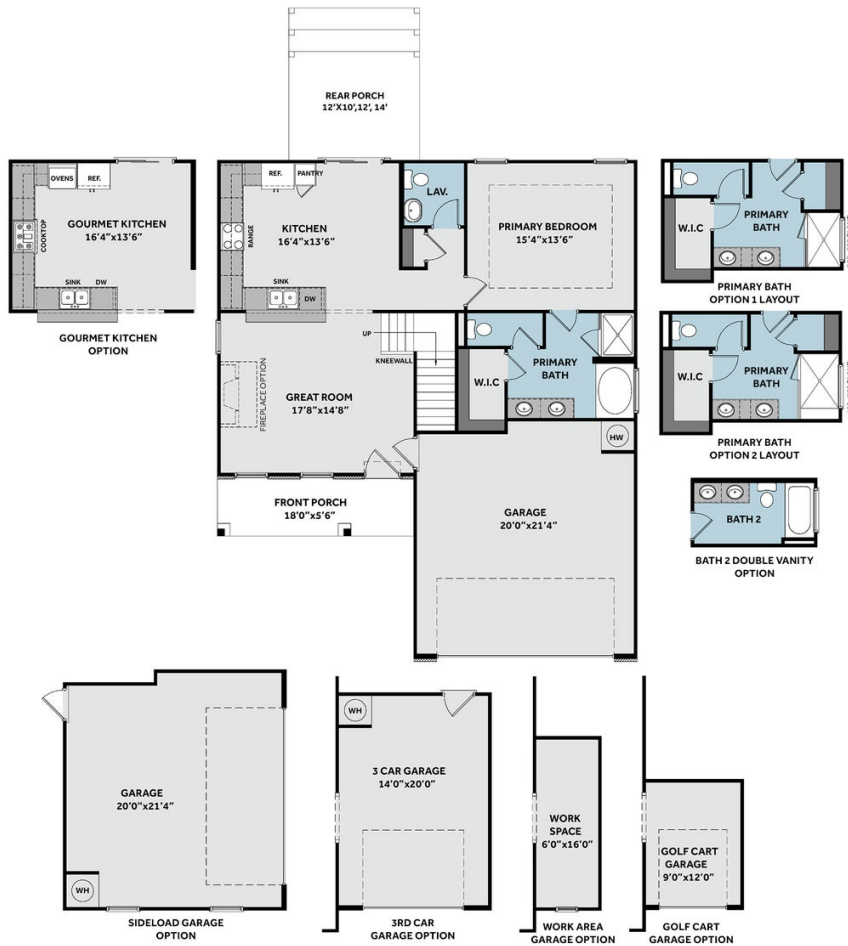 REAR PORCH
12'X10',12', 14'
OVENS
REF.
COOKTOP
GOURMET KITCHEN
16'4"x13'6"
SINK
DW
GOURMET KITCHEN
OPTION
REF.
PANTRY
KITCHEN
16'4"x13'6"
RANGE
SINK
DW
LAV.
PRIMARY BEDROOM
15'4"x13'6"
UP
KNEEWALL
FIREPLACE OPTION
GREAT ROOM
17'8"x14'8"
PRIMARY
BATH
W.I.C
HW
FRONT PORCH
18'0"x5'6"
GARAGE
20'0"x21'4"
W.I.C
PRIMARY
BATH
PRIMARY BATH
OPTION 1 LAYOUT
W.I.C
PRIMARY
BATH
PRIMARY BATH
OPTION 2 LAYOUT
BATH 2
BATH 2 DOUBLE VANITY
OPTION
GARAGE
20'0"x21'4"
WH
SIDELOAD GARAGE
OPTION
WH
3 CAR GARAGE
14'0"x20'0"
3RD CAR
GARAGE OPTION
WORK
SPACE
6'0"x16'0"
WORK AREA
GARAGE OPTION
GOLF CART
GARAGE
9'0"x12'0"
GOLF CART
GARAGE OPTION